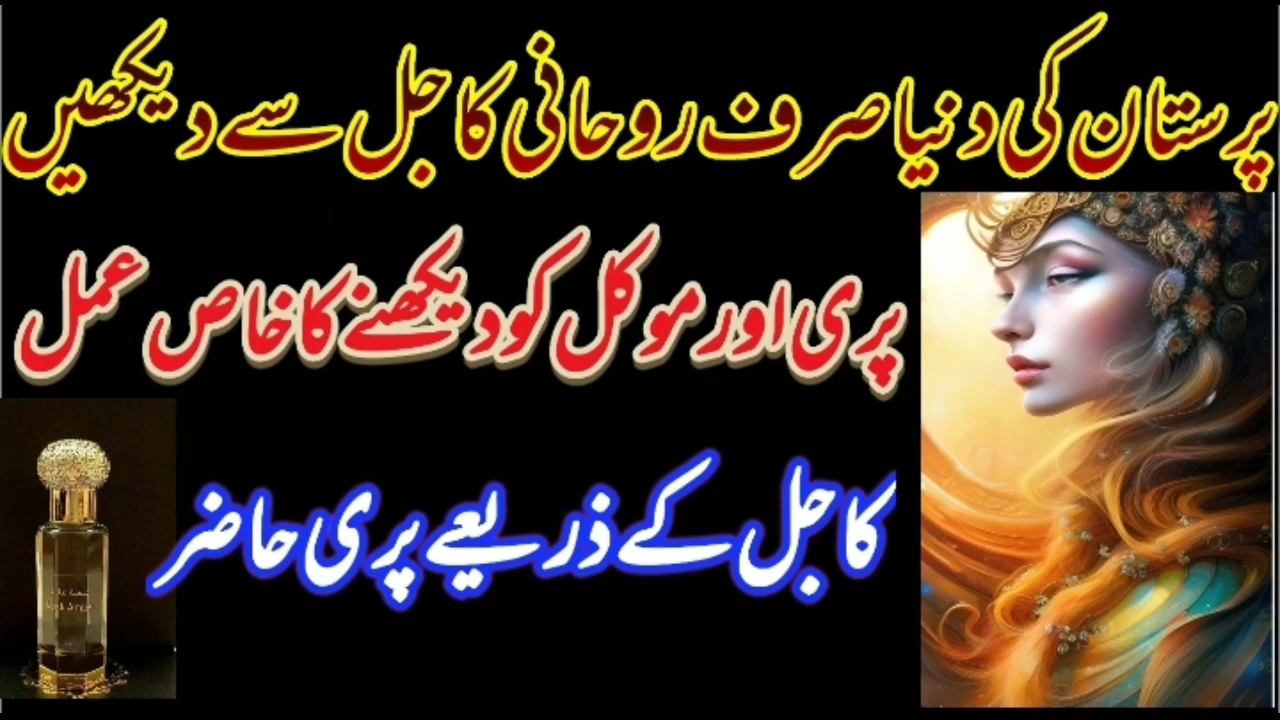 پرستان کی دنیا صرف روحانی کاجل سے دیکھیں
پری اور موکل کو دیکھنے کا خاص عمل
کاجل کے ذریعے پری حاضر